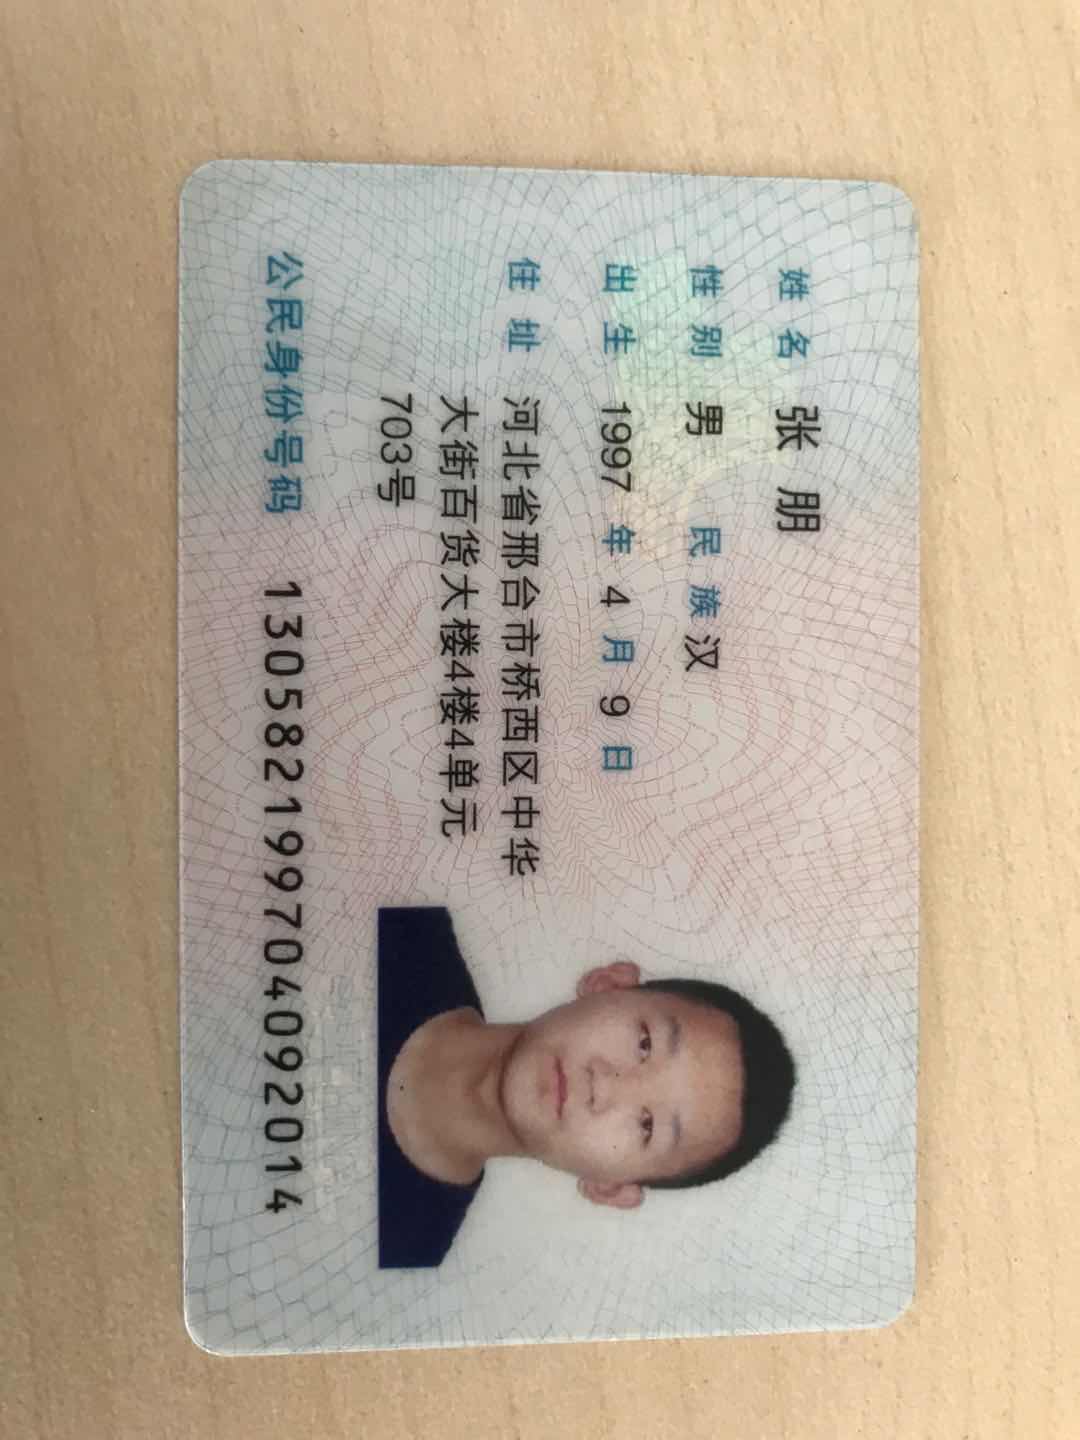 姓名 张朋
性别 男 民族 汉
出生 1997 年 4 月 9 日
住址 河北省邢台市桥西区中华
大街百货大楼4楼4单元
703号
公民身份号码 130582199704092014